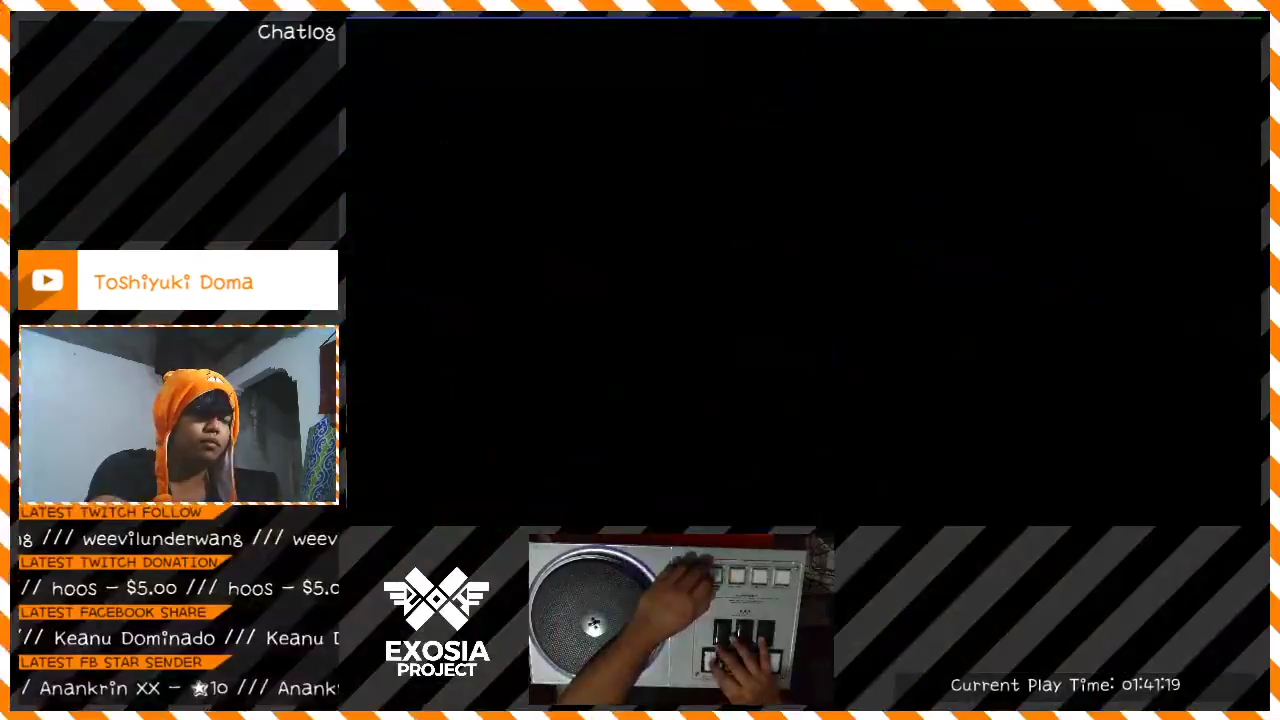 Chatlog
Toshiyuki Doma
LATEST TWITCH FOLLOW
/// weevilunderwang /// weev
LATEST TWITCH DONATION
// hoos - $5.00 /// hoos - $5.0
LATEST FACEBOOK SHARE
// Keanu Dominado /// Keanu
LATEST FB STAR SENDER
/ Anankrin XX - ★10 /// Anank
EXOSIA
PROJECT
Current Play Time: 01:41:19